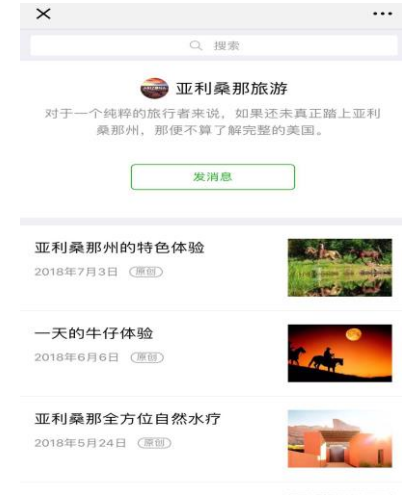 搜索
亚利桑那旅游
对于一个纯粹的旅行者来说，如果还未真正踏上亚利
桑那州，那便不算了解完整的美国。
发消息
亚利桑那州的特色体验
2018年7月3日 原创
一天的牛仔体验
2018年6月6日 原创
亚利桑那全方位自然水疗
2018年5月24日 原创